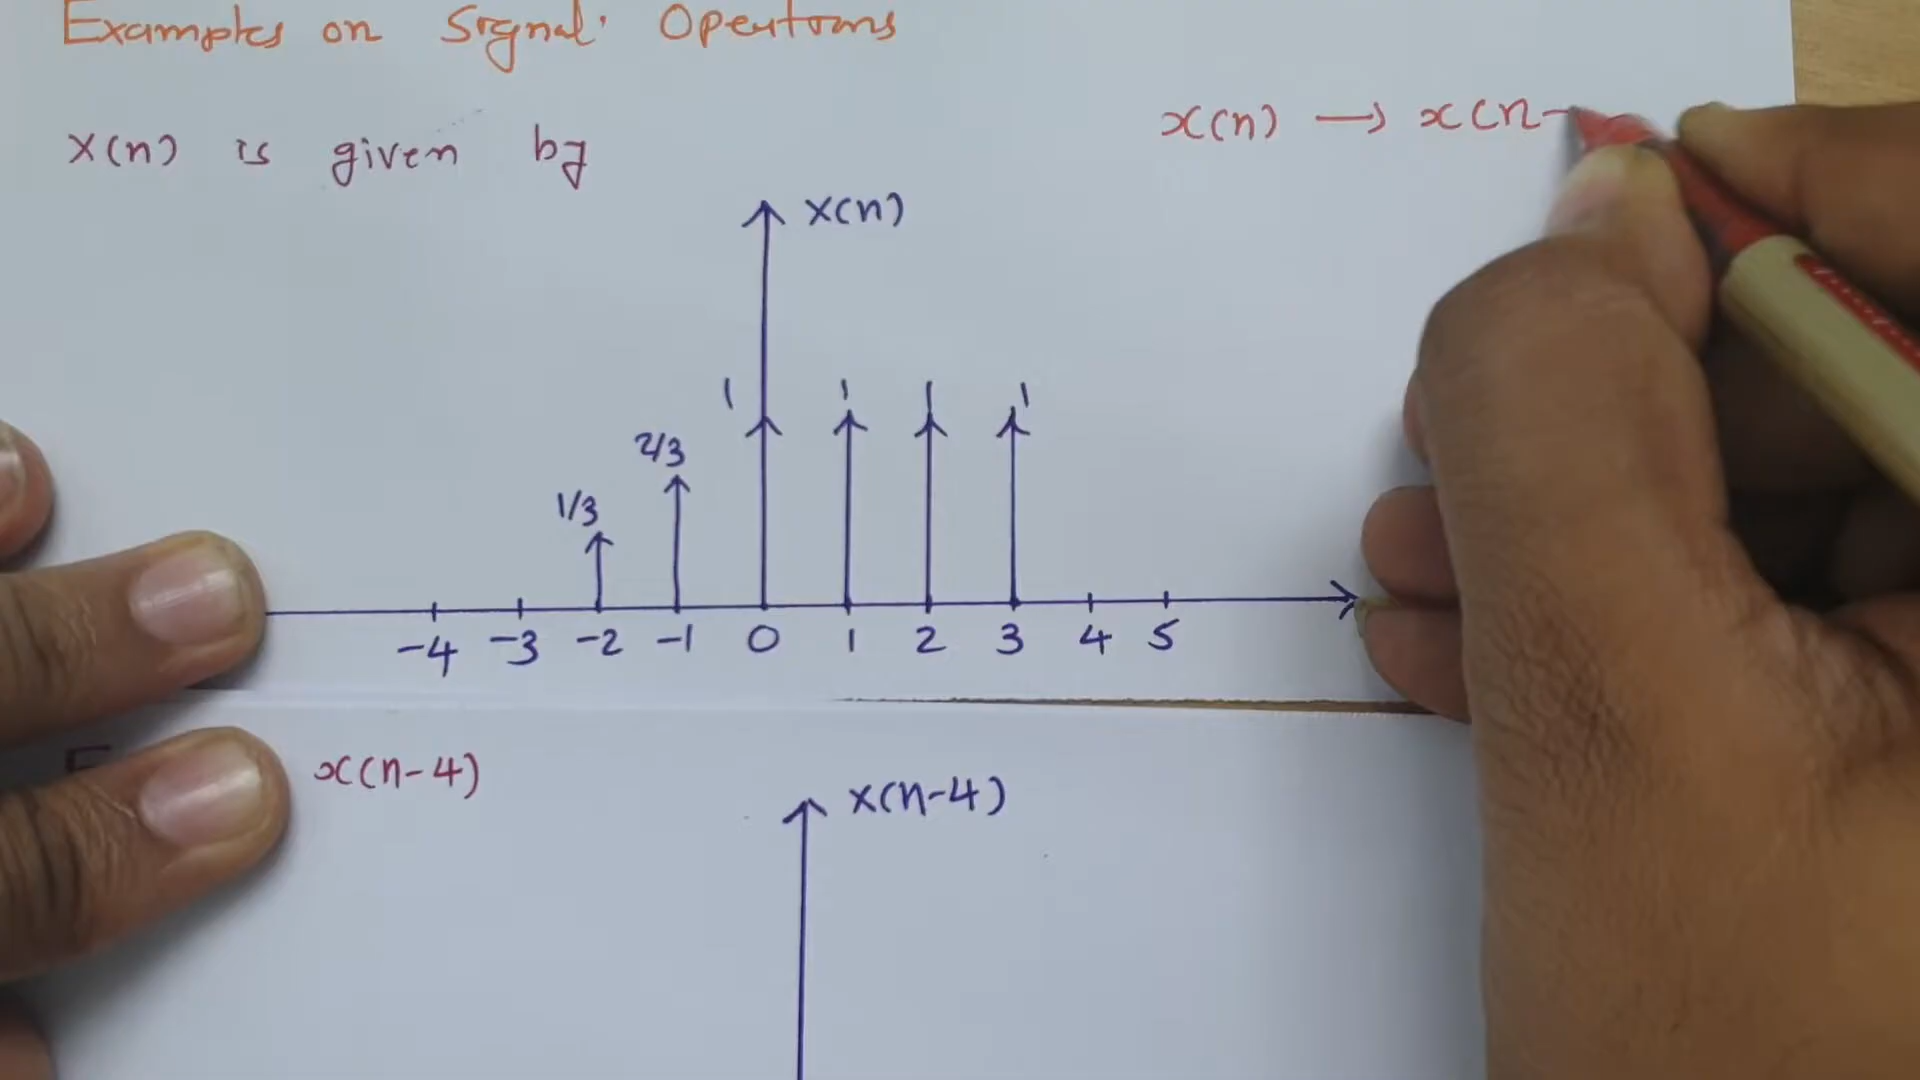 Examples on Signal Opertions
x(n) is given by
x(n) → x(n-
x(n)
1 1 1 1
2/3
1/3
-4 -3 -2 -1 0 1 2 3 4 5
x(n-4)
x(n-4)